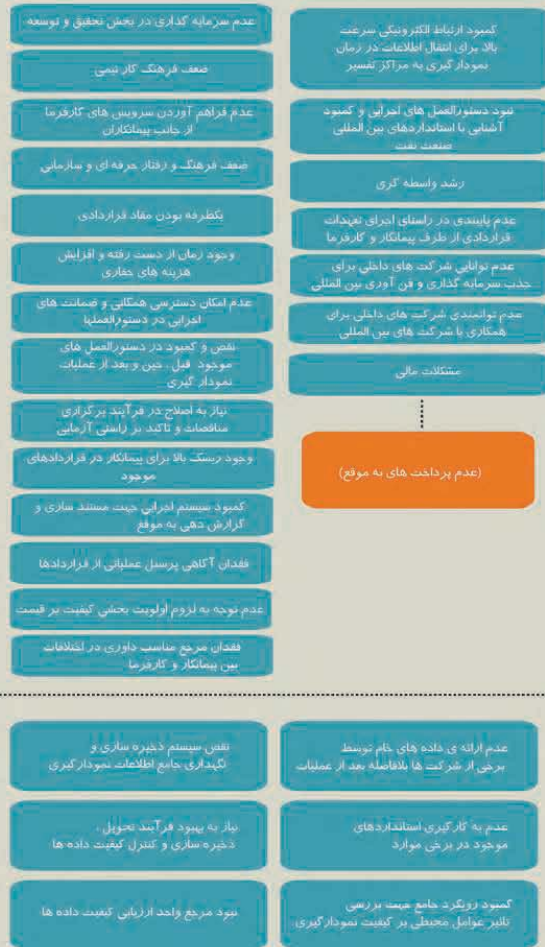 کمبود ارتباط الکترونیکی سرعت
بالا برای انتقال اطلاعات در زمان
نمودار گیری به مراکز تفسیر
نبود دستورالعمل های اجرایی و کمبود
آشنایی با استانداردهای بین المللی
صنعت نفت
رشد واسطه گری
عدم پایبندی در راستای اجرای تعهدات
قراردادی از طرف پیمانکار و کارفرما
عدم توانایی شرکت های داخلی برای
جذب سرمایه گذاری و فن آوری بین المللی
عدم توانمندی شرکت های داخلی برای
همکاری با شرکت های بین المللی
مشکلات مالی
(عدم پرداخت های به موقع)
عدم سرمایه گذاری در بخش تحقیق و توسعه
ضعف فرهنگ کار تیمی
عدم فراهم آوردن سرویس های کارفرما
از جانب پیمانکاران
ضعف فرهنگ و رفتار حرفه ای و سازمانی
یکطرفه بودن مفاد قراردادی
وجود زمان از دست رفته و افزایش
هزینه های حفاری
عدم امکان دسترسی همگانی و ضمانت های
اجرایی در دستورالعملها
نقص و کمبود در دستورالعمل های
موجود قبل، حین و بعد از عملیات
نمودار گیری
نیاز به اصلاح در فرآیند برگزاری
مناقصات و تاکید بر راستی آزمایی
وجود ریسک بالا برای پیمانکار در قراردادهای
موجود
کمبود سیستم اجرایی جهت مستند سازی و
گزارش دهی به موقع
فقدان آگاهی پرسنل عملیاتی از قراردادها
عدم توجه به لزوم اولویت بخشی کیفیت بر قیمت
فقدان مرجع مناسب داوری در اختلافات
بین پیمانکار و کارفرما
عدم ارائه ی داده های خام توسط
برخی از شرکت ها بلافاصله بعد از عملیات
نقص سیستم ذخیره سازی و
نگهداری جامع اطلاعات نمودارگیری
عدم به کارگیری استانداردهای
موجود در برخی موارد
نیاز به بهبود فرآیند تحویل ،
ذخیره سازی و کنترل کیفیت داده ها
کمبود رویکرد جامع جهت بررسی
تاثیر عوامل محیطی بر کیفیت نمودارگیری
نبود مرجع واحد ارزیابی کیفیت داده ها